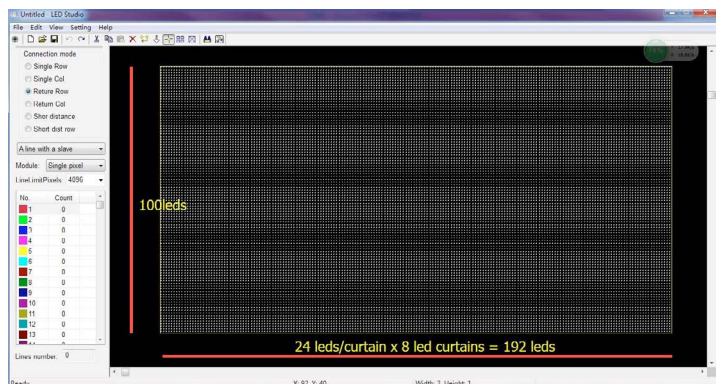 Untitled LED Studio
File Edit View Setting Help
Connection mode
Single Row
Single Col
Reture Row
Return Col
Shor distance
Short dist row
A line with a slave
Module: Single pixel
LineLimitPixels 4096
No. Count
1 0
2 0
3 0
4 0
5 0
6 0
7 0
8 0
9 0
10 0
11 0
12 0
13 0
Lines number: 0
100leds
24 leds/curtain x 8 led curtains = 192 leds
Ready
X: 92 Y: 40
Width: 2 Height: 1